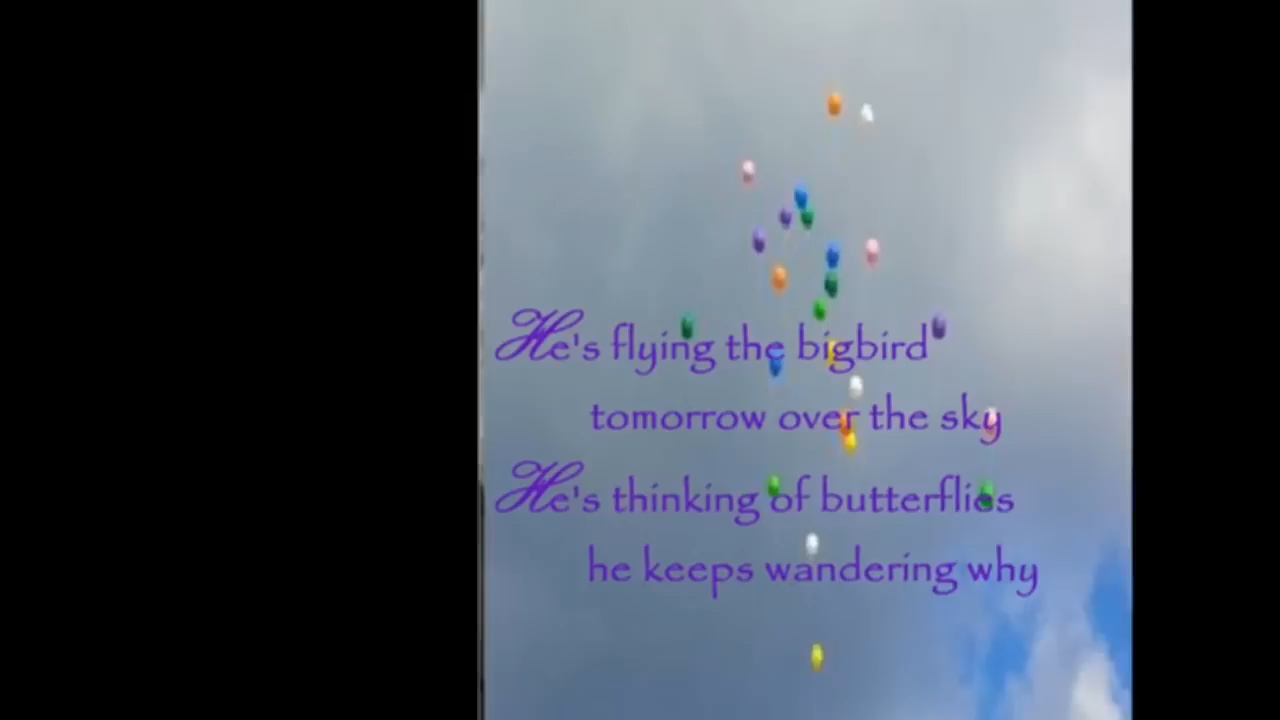 He's flying the bigbird
tomorrow over the sky
He's thinking of butterflies
he keeps wandering why